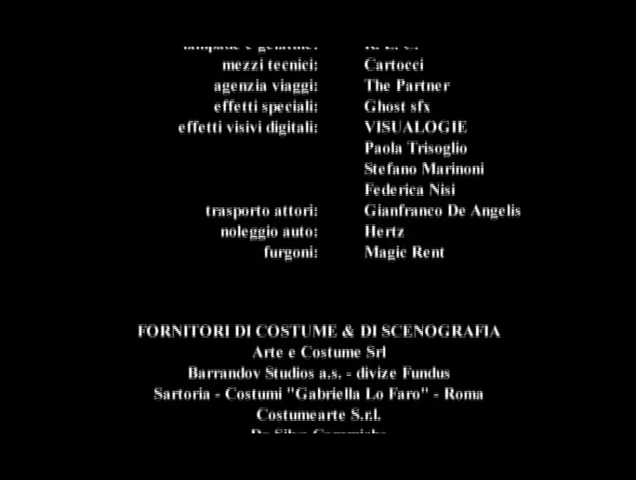 mezzi tecnici: Cartocci
agenzia viaggi: The Partner
effetti speciali: Ghost sfx
effetti visivi digitali: VISUALOGIE
Paola Trisoglio
Stefano Marinoni
Federica Nisi
trasporto attori: Gianfranco De Angelis
noleggio auto: Hertz
furgoni: Magic Rent
FORNITORI DI COSTUME & DI SCENOGRAFIA
Arte e Costume Srl
Barrandov Studios a.s. - divize Fundus
Sartoria - Costumi "Gabriella Lo Faro" - Roma
Costumearte S.r.l.